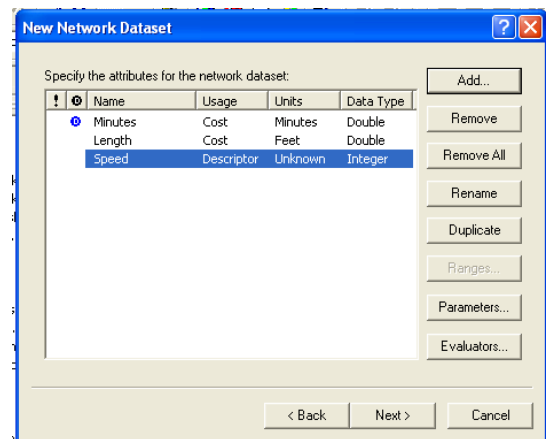 New Network Dataset
Specify the attributes for the network dataset:
! Name Usage Units Data Type
Minutes Cost Minutes Double
Length Cost Feet Double
Speed Descriptor Unknown Integer
Add...
Remove
Remove All
Rename
Duplicate
Ranges...
Parameters...
Evaluators...
< Back Next > Cancel